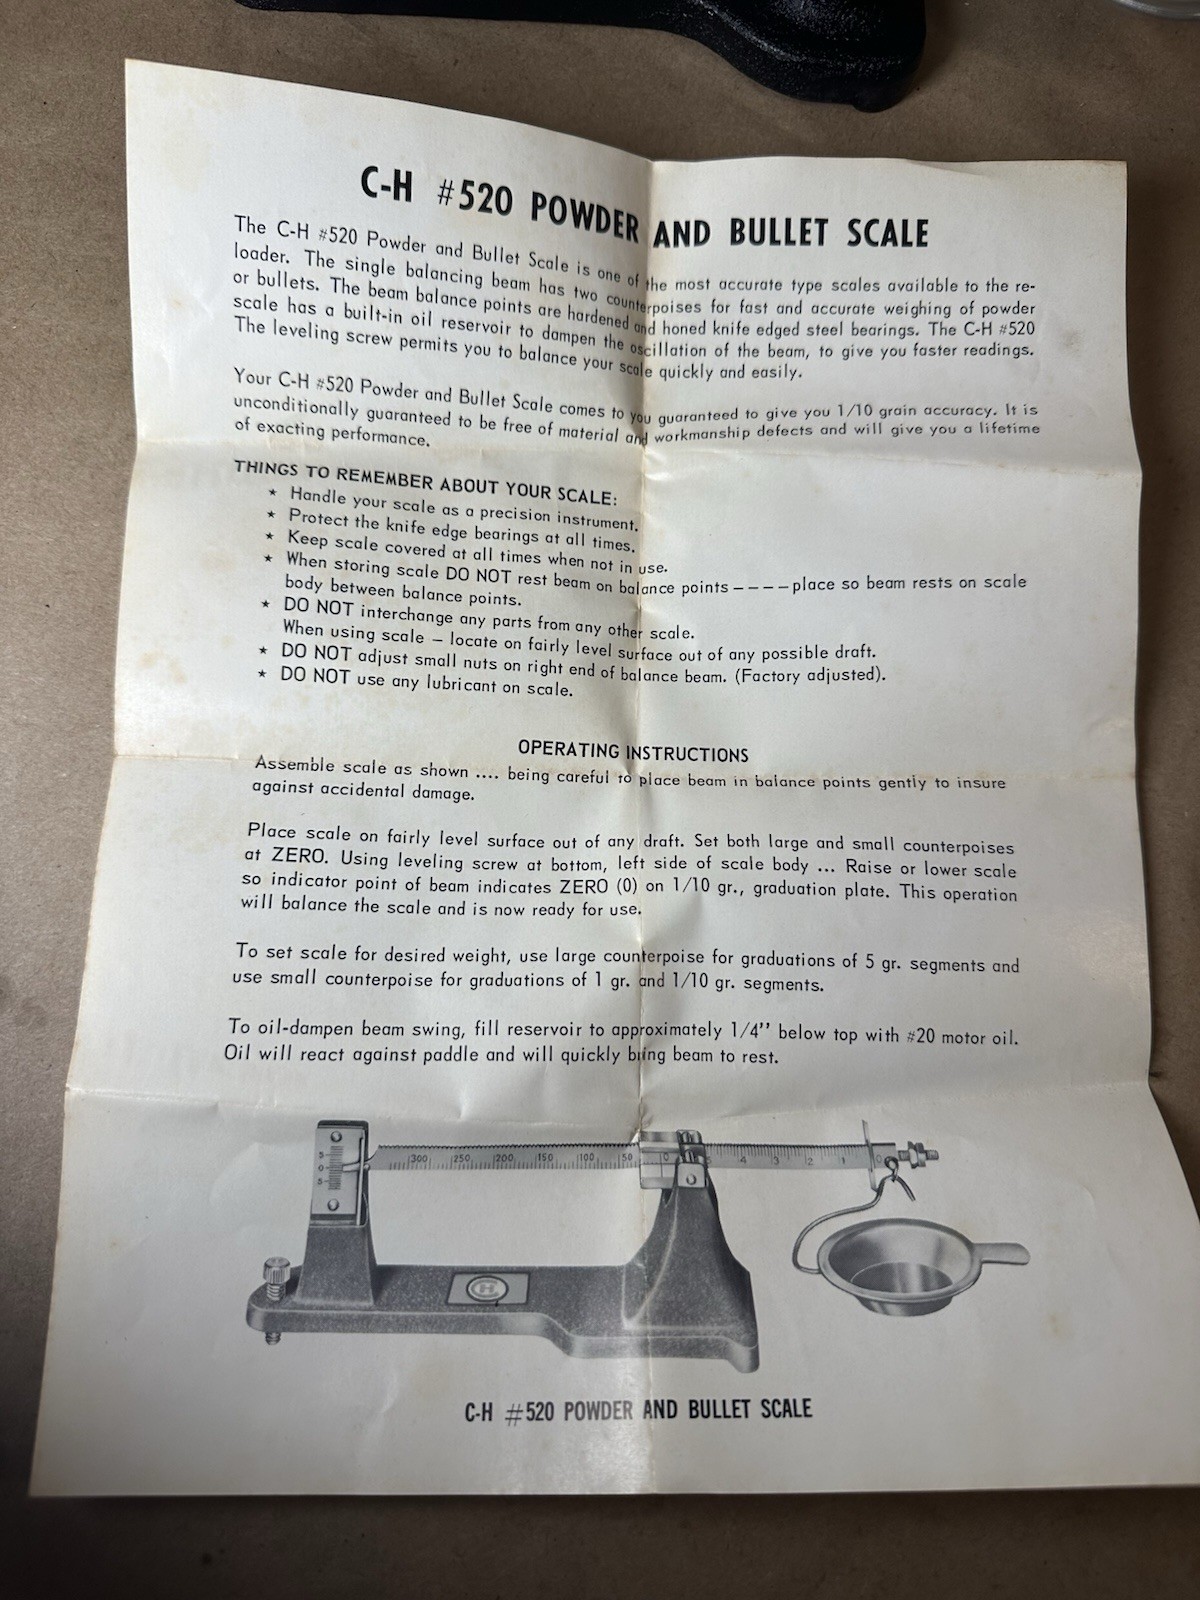 C-H #520 POWDER AND BULLET SCALE
The C-H #520 Powder and Bullet Scale is one of the most accurate type scales available to the re-
loader. The single balancing beam has two counterpoises for fast and accurate weighing of powder
or bullets. The beam balance points are hardened and honed knife edged steel bearings. The C-H #520
scale has a built-in oil reservoir to dampen the oscillation of the beam, to give you faster readings.
The leveling screw permits you to balance your scale quickly and easily.
Your C-H #520 Powder and Bullet Scale comes to you guaranteed to give you 1/10 grain accuracy. It is
unconditionally guaranteed to be free of material and workmanship defects and will give you a lifetime
of exacting performance.
THINGS TO REMEMBER ABOUT YOUR SCALE:
* Handle your scale as a precision instrument.
* Protect the knife edge bearings at all times.
* Keep scale covered at all times when not in use.
* When storing scale DO NOT rest beam on balance points ----place so beam rests on scale
body between balance points.
* DO NOT interchange any parts from any other scale.
When using scale – locate on fairly level surface out of any possible draft.
* DO NOT adjust small nuts on right end of balance beam. (Factory adjusted).
* DO NOT use any lubricant on scale.
OPERATING INSTRUCTIONS
Assemble scale as shown .... being careful to place beam in balance points gently to insure
against accidental damage.
Place scale on fairly level surface out of any draft. Set both large and small counterpoises
at ZERO. Using leveling screw at bottom, left side of scale body ... Raise or lower scale
so indicator point of beam indicates ZERO (0) on 1/10 gr., graduation plate. This operation
will balance the scale and is now ready for use.
To set scale for desired weight, use large counterpoise for graduations of 5 gr. segments and
use small counterpoise for graduations of 1 gr. and 1/10 gr. segments.
To oil-dampen beam swing, fill reservoir to approximately 1/4" below top with #20 motor oil.
Oil will react against paddle and will quickly bring beam to rest.
5
0
5
300 250 200 150 100 50 0 5 4 3 2 1 0
H
C-H #520 POWDER AND BULLET SCALE